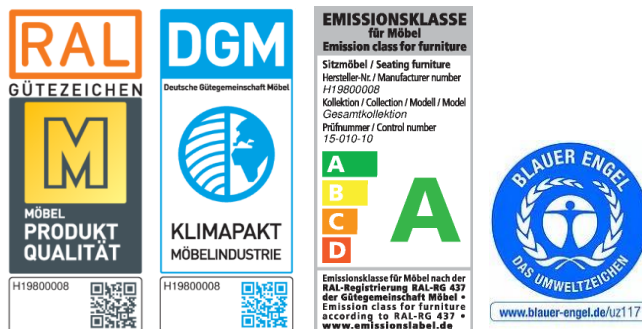 RAL
GÜTEZEICHEN
M
MÖBEL
PRODUKT
QUALITÄT
H19800008
DGM
Deutsche Gütegemeinschaft Möbel
KLIMAPAKT
MÖBELINDUSTRIE
H19800008
EMISSIONSKLASSE
für Möbel
Emission class for furniture
Sitzmöbel / Seating furniture
Hersteller-Nr. / Manufacturer number
H19800008
Kollektion / Collection / Modell / Model
Gesamtkollektion
Prüfnummer / Control number
15-010-10
A
B
C
D
A
Emissionsklasse für Möbel nach der
RAL-Registrierung RAL-RG 437
der Gütegemeinschaft Möbel •
Emission class for furniture
according to RAL-RG 437 •
www.emissionslabel.de
BLAUER ENGEL
DAS UMWELTZEICHEN
www.blauer-engel.de/uz117